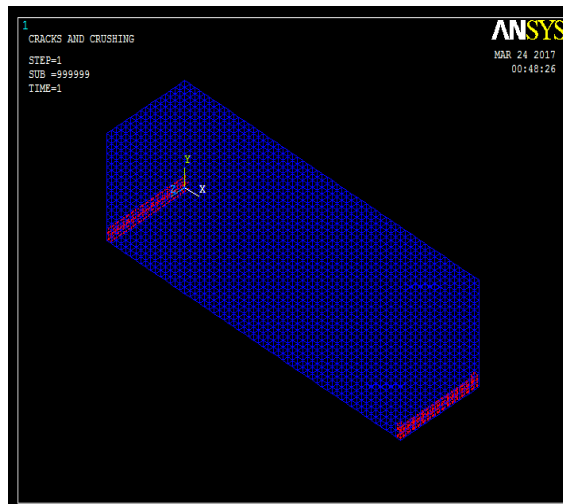 1
CRACKS AND CRUSHING
STEP=1
SUB =999999
TIME=1
ANSYS
MAR 24 2017
00:48:26
Y
Z
X